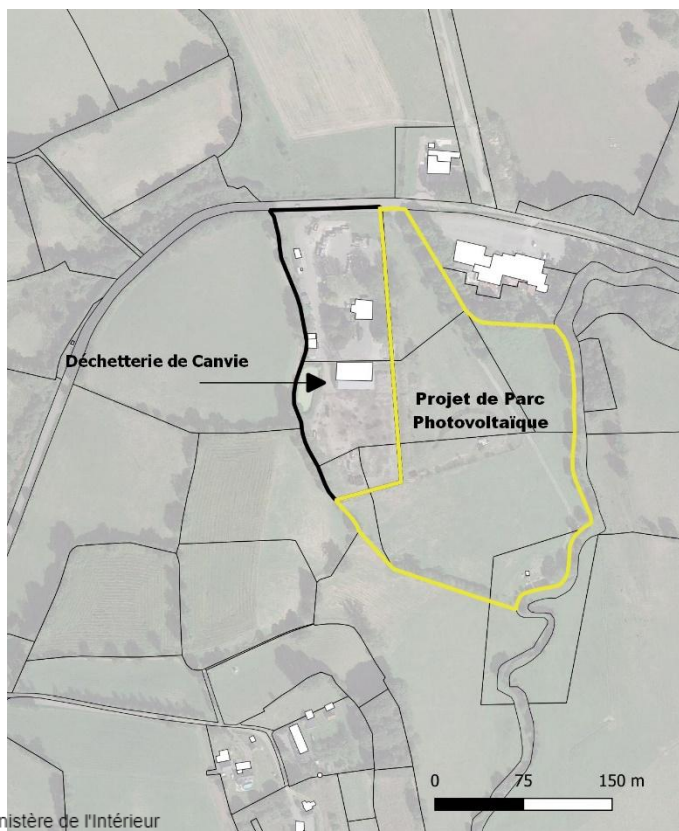 Déchetterie de Canvie
Projet de Parc
Photovoltaïque
0 75 150 m
nistère de l'Intérieur